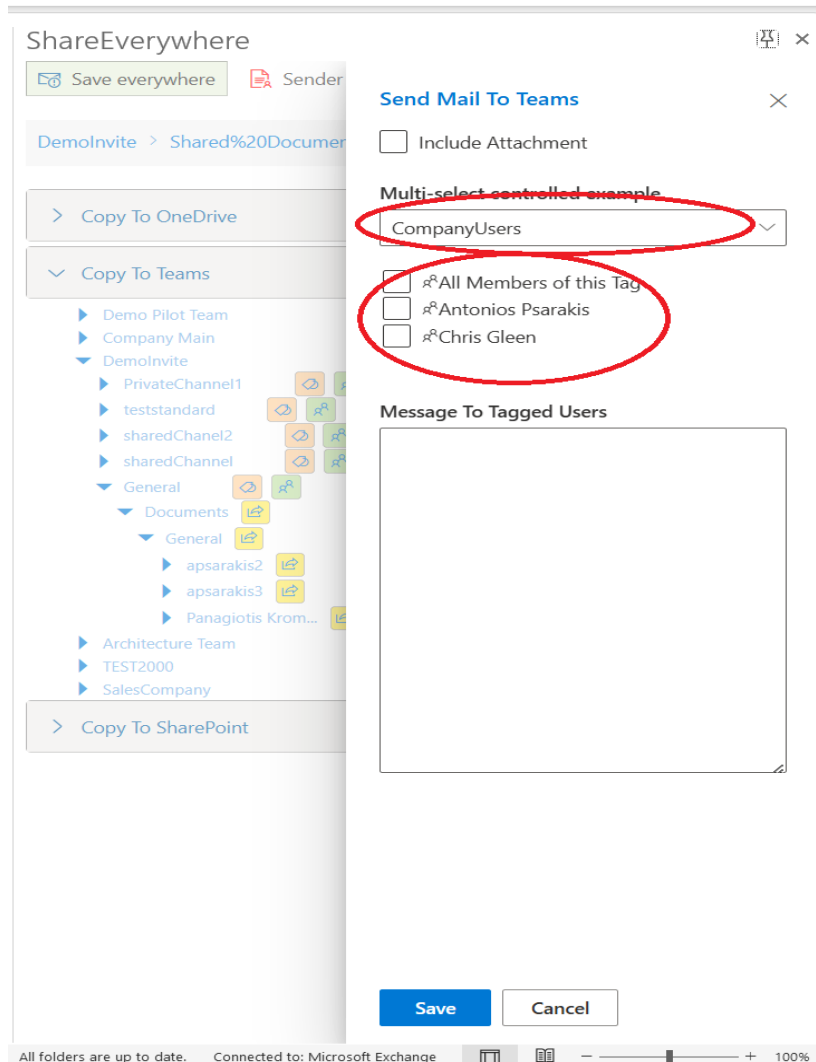 ShareEverywhere
Save everywhere
Sender
DemoInvite > Shared%20Documen
Copy To OneDrive
Copy To Teams
Demo Pilot Team
Company Main
DemoInvite
PrivateChannel1
teststandard
sharedChanel2
sharedChannel
General
Documents
General
apsarakis2
apsarakis3
Panagiotis Krom...
Architecture Team
TEST2000
SalesCompany
Copy To SharePoint
Send Mail To Teams
Include Attachment
Multi-select controlled example
CompanyUsers
All Members of this Tag
Antonios Psarakis
Chris Gleen
Message To Tagged Users
Save
Cancel
All folders are up to date.
Connected to: Microsoft Exchange
100%